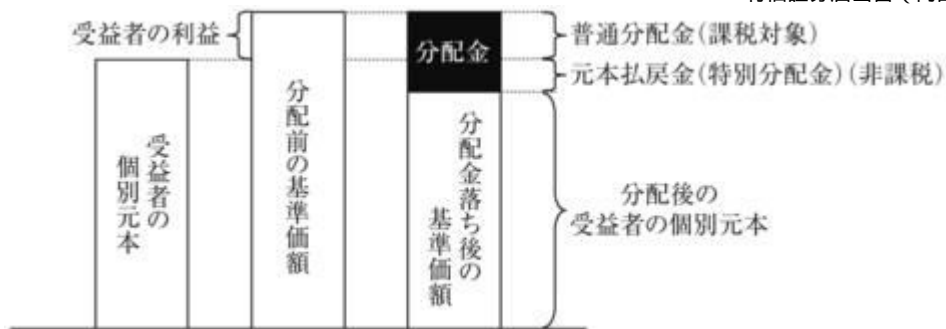 受益者の利益
受益者の個別元本
分配前の基準価額
分配金
分配金落ち後の基準価額
普通分配金(課税対象)
元本払戻金(特別分配金)(非課税)
分配後の
受益者の個別元本